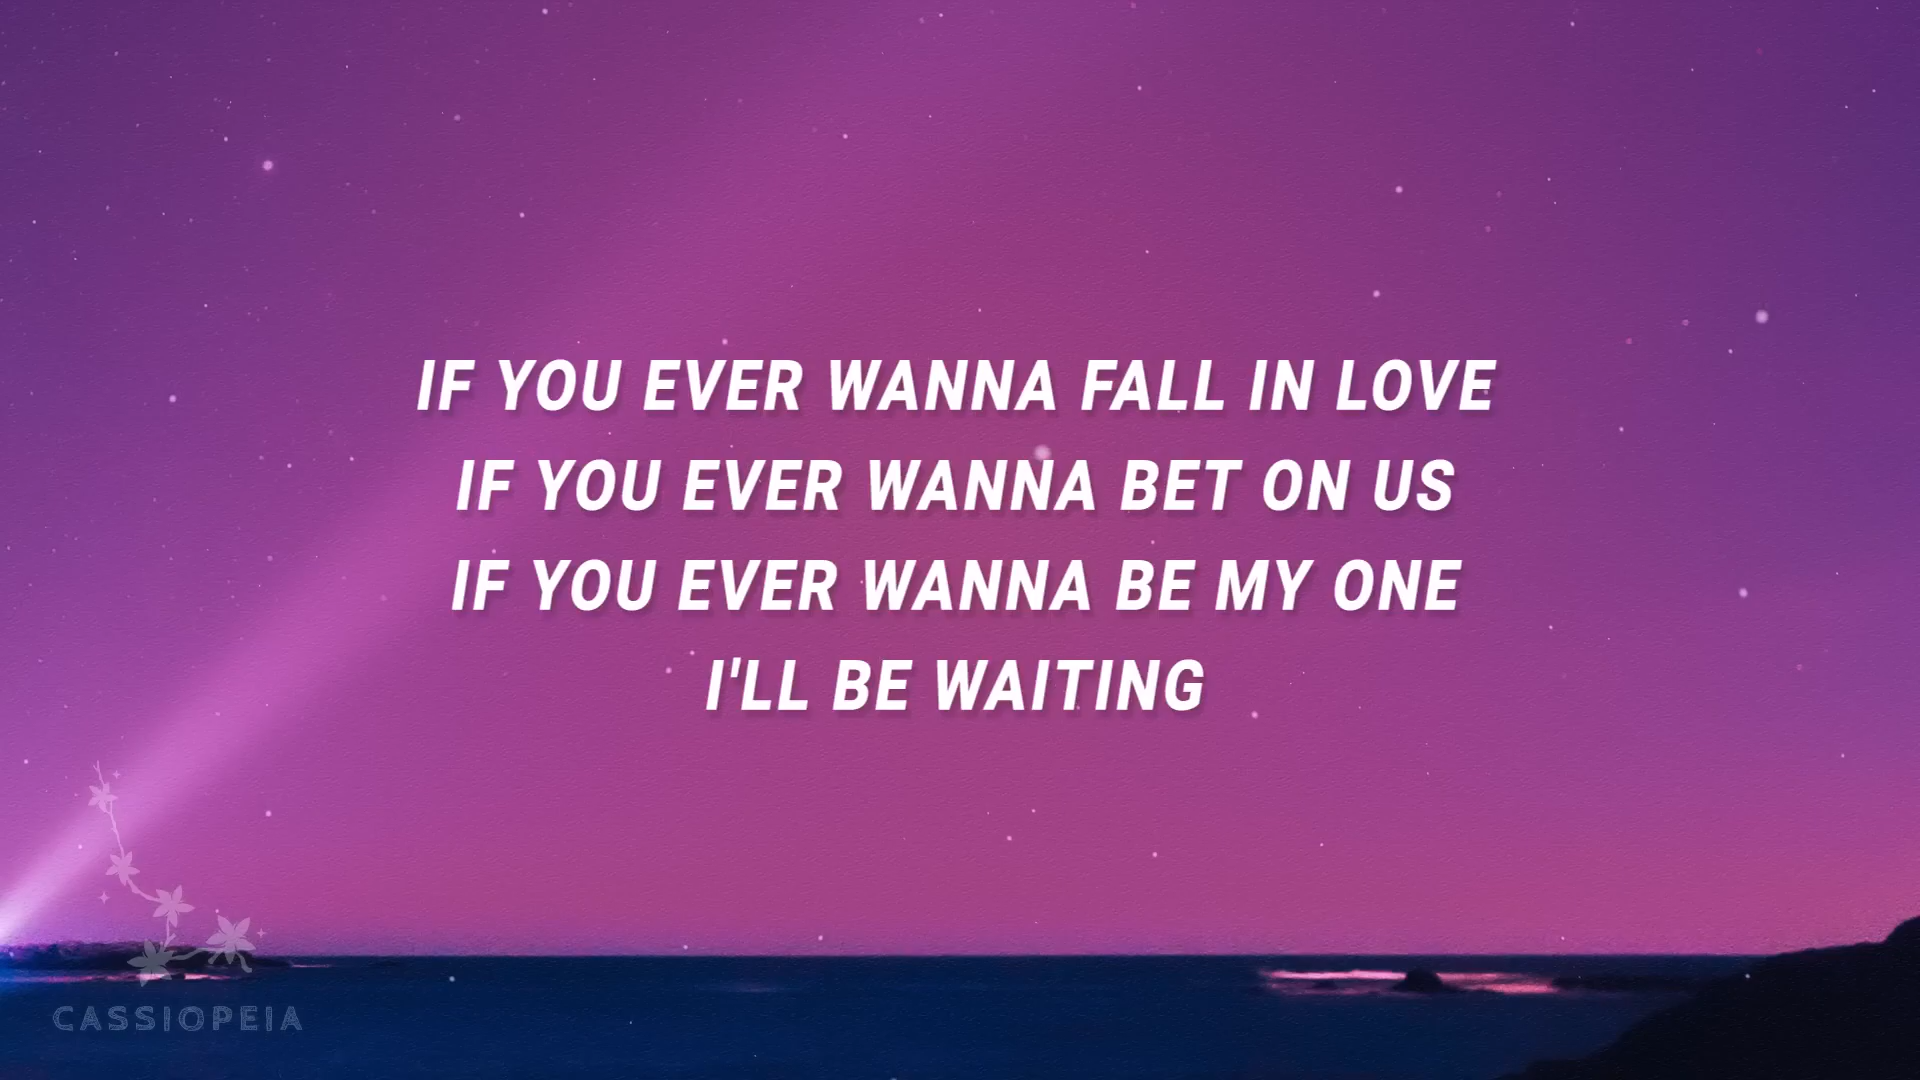 IF YOU EVER WANNA FALL IN LOVE
IF YOU EVER WANNA BET ON US
IF YOU EVER WANNA BE MY ONE
I'LL BE WAITING
CASSIOPEIA